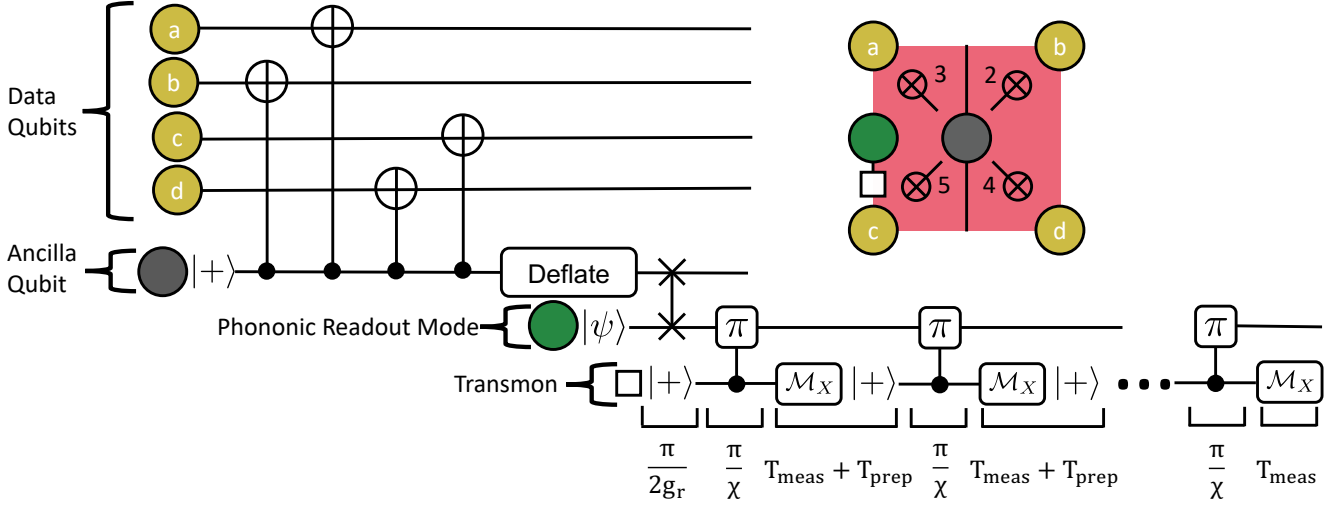 a
b
c
d
Data
Qubits
Ancilla
Qubit
|+⟩
Deflate
Phononic Readout Mode
|ψ⟩
π
π
π
Transmon
|+⟩
M_X
|+⟩
M_X
|+⟩
M_X
π/2g_r
π/χ
T_meas + T_prep
π/χ
T_meas + T_prep
π/χ
T_meas
a
b
3
2
5
4
c
d